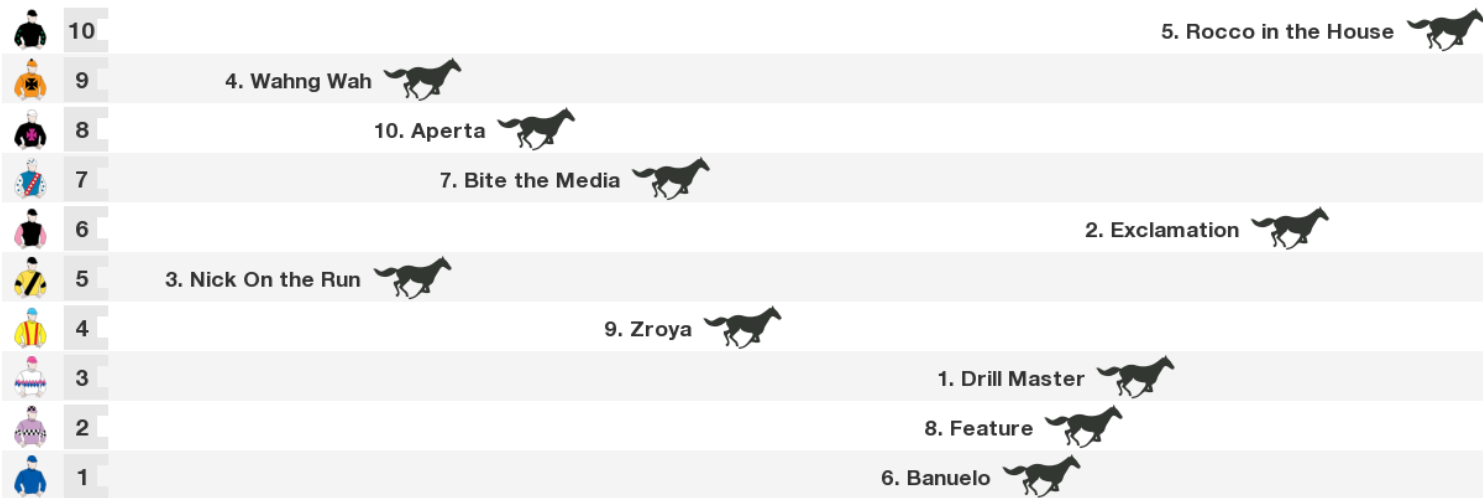 10 5. Rocco in the House
9 4. Wahng Wah
8 10. Aperta
7 7. Bite the Media
6 2. Exclamation
5 3. Nick On the Run
4 9. Zroya
3 1. Drill Master
2 8. Feature
1 6. Banuelo